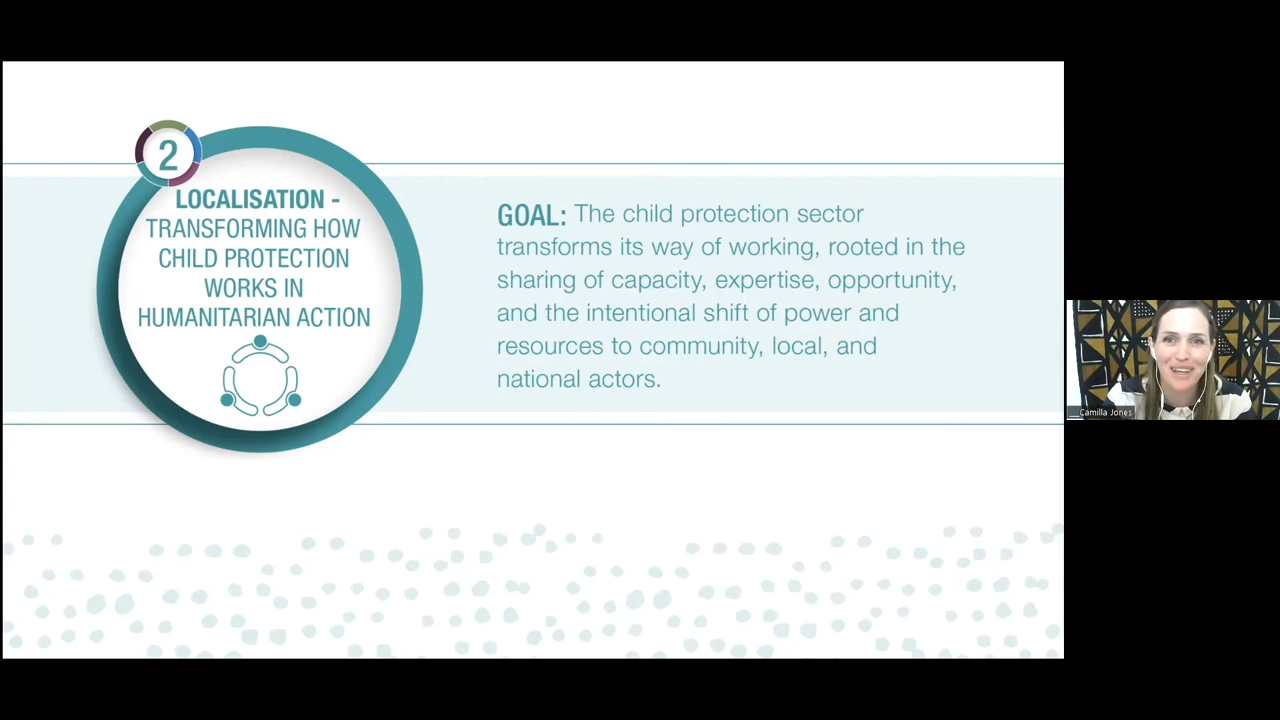 2
LOCALISATION -
TRANSFORMING HOW
CHILD PROTECTION
WORKS IN
HUMANITARIAN ACTION
GOAL: The child protection sector
transforms its way of working, rooted in the
sharing of capacity, expertise, opportunity,
and the intentional shift of power and
resources to community, local, and
national actors.
__Camilla Jones